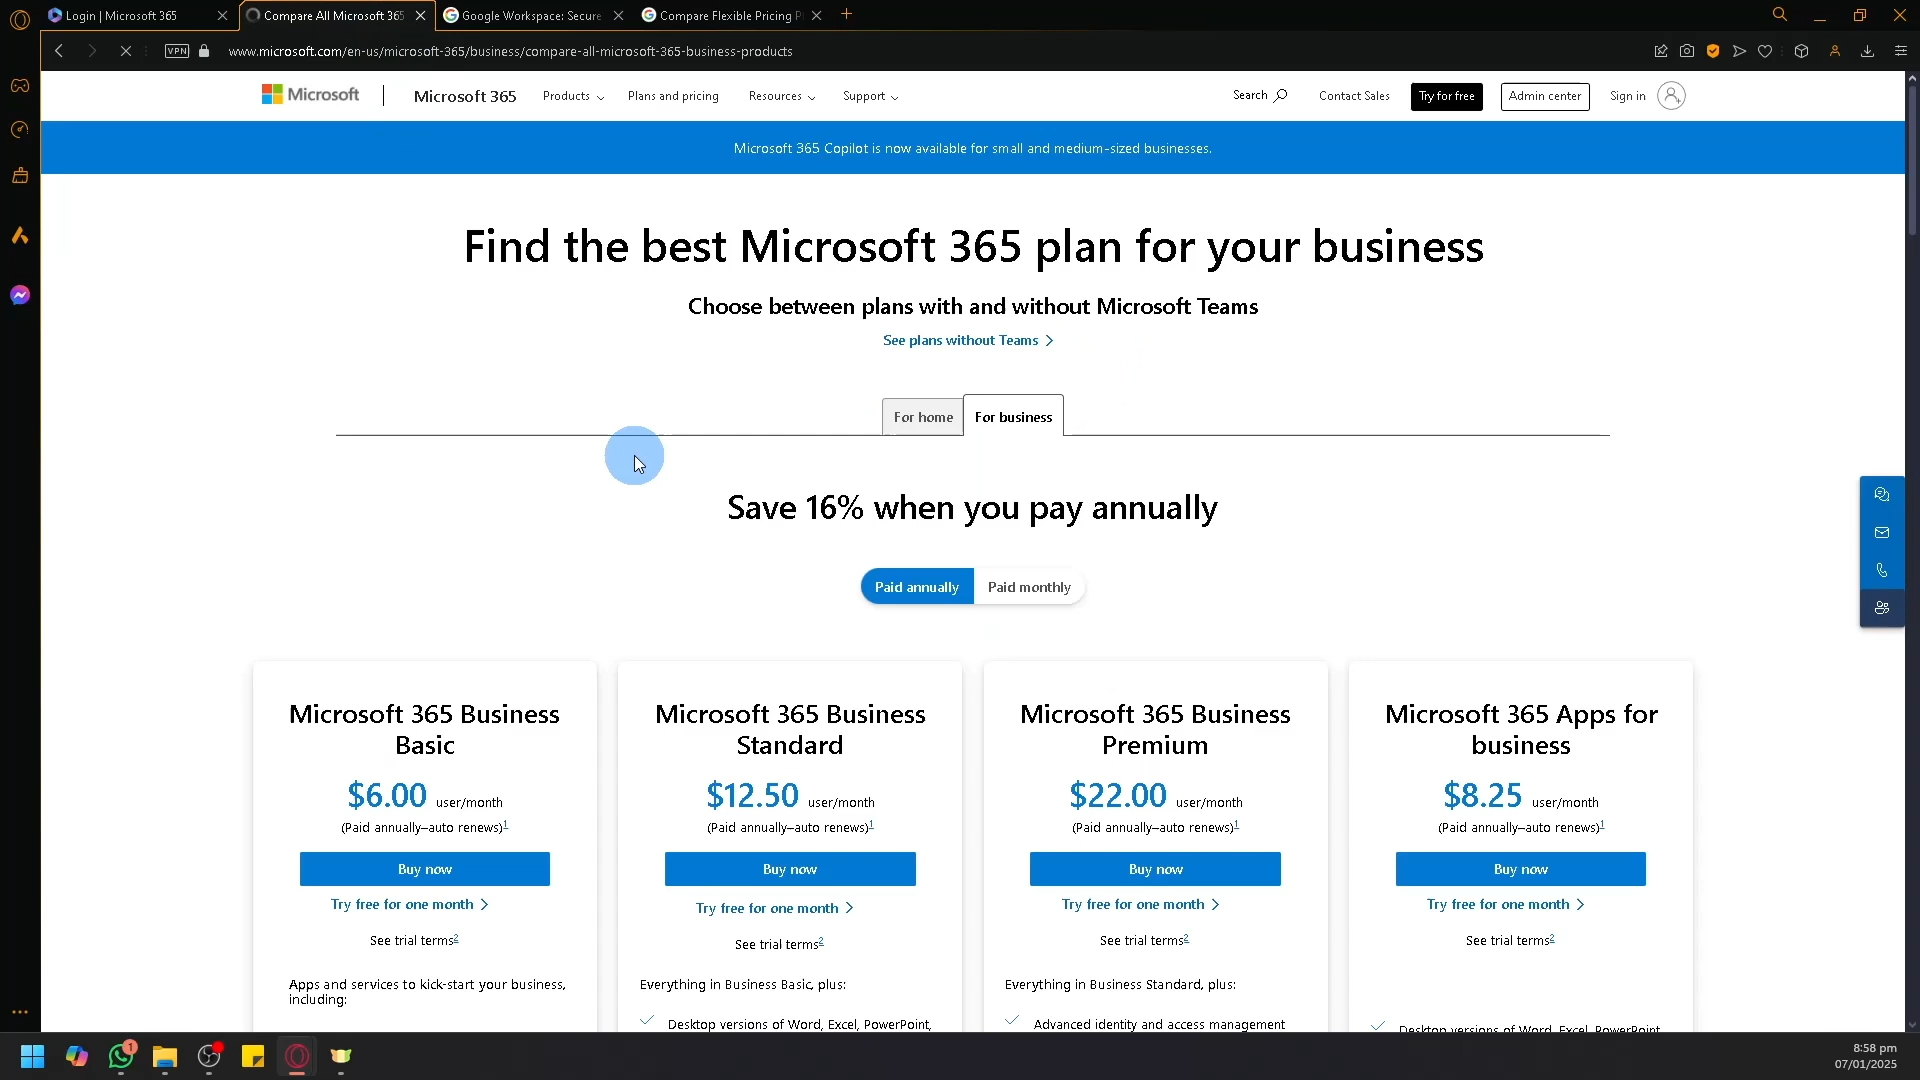 Login | Microsoft 365
Compare All Microsoft 365
Google Workspace: Secure
Compare Flexible Pricing P
VPN
www.microsoft.com/en-us/microsoft-365/business/compare-all-microsoft-365-business-products
Microsoft
Microsoft 365
Products
Plans and pricing
Resources
Support
Search
Contact Sales
Try for free
Admin center
Sign in
Microsoft 365 Copilot is now available for small and medium-sized businesses.
Find the best Microsoft 365 plan for your business
Choose between plans with and without Microsoft Teams
See plans without Teams
For home
For business
Save 16% when you pay annually
Paid annually
Paid monthly
Microsoft 365 Business
Basic
$6.00 user/month
(Paid annually–auto renews)1
Buy now
Try free for one month
See trial terms2
Apps and services to kick-start your business,
including:
Microsoft 365 Business
Standard
$12.50 user/month
(Paid annually–auto renews)1
Buy now
Try free for one month
See trial terms2
Everything in Business Basic, plus:
Desktop versions of Word, Excel, PowerPoint,
Microsoft 365 Business
Premium
$22.00 user/month
(Paid annually–auto renews)1
Buy now
Try free for one month
See trial terms2
Everything in Business Standard, plus:
Advanced identity and access management
Microsoft 365 Apps for
business
$8.25 user/month
(Paid annually–auto renews)1
Buy now
Try free for one month
See trial terms2
Desktop versions of Word, Excel, PowerPoint,
1
8:58 pm
07/01/2025